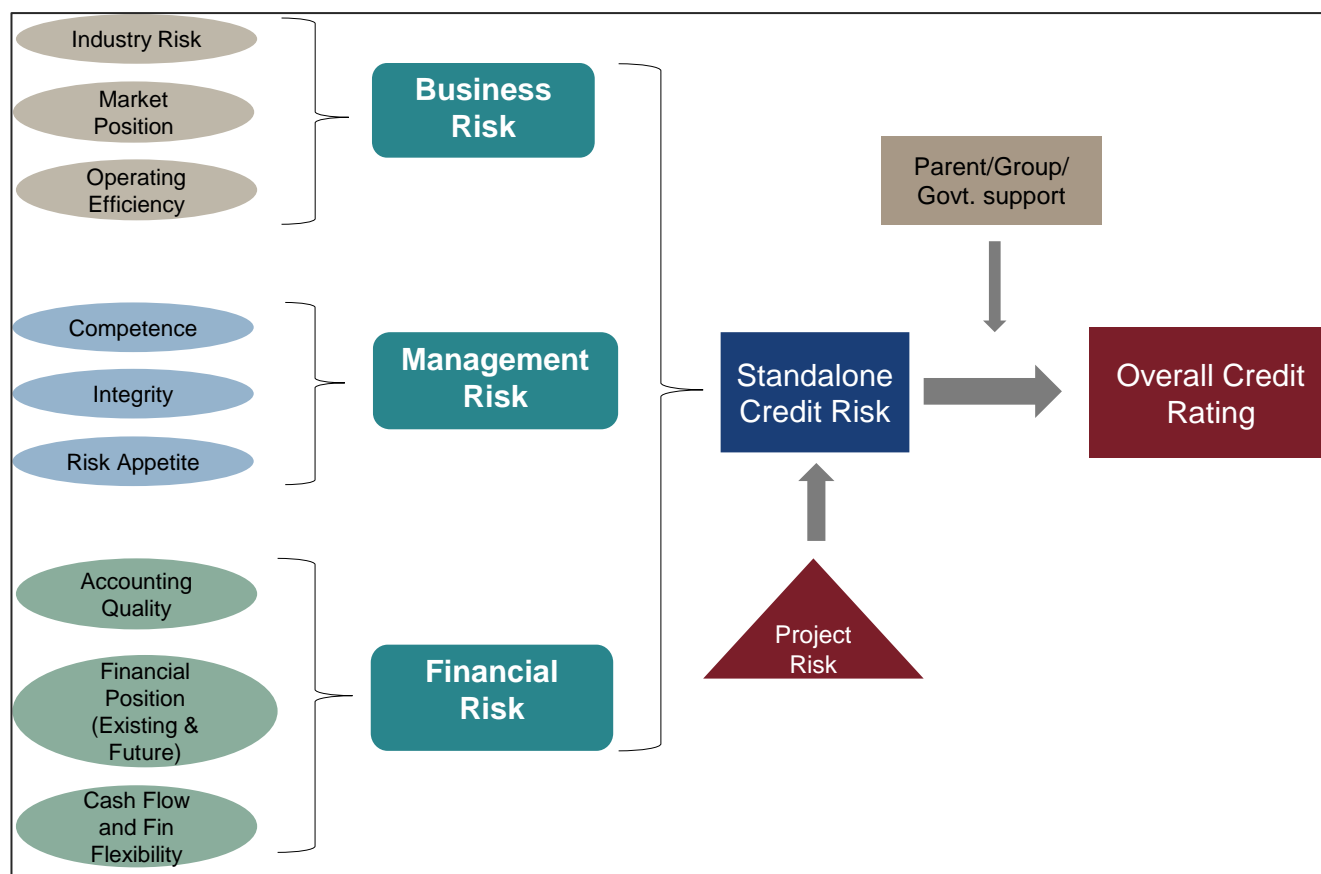 Industry Risk
Market
Position
Operating
Efficiency
Business
Risk
Competence
Integrity
Risk Appetite
Management
Risk
Accounting
Quality
Financial
Position
(Existing &
Future)
Cash Flow
and Fin
Flexibility
Financial
Risk
Standalone
Credit Risk
Project
Risk
Parent/Group/
Govt. support
Overall Credit
Rating